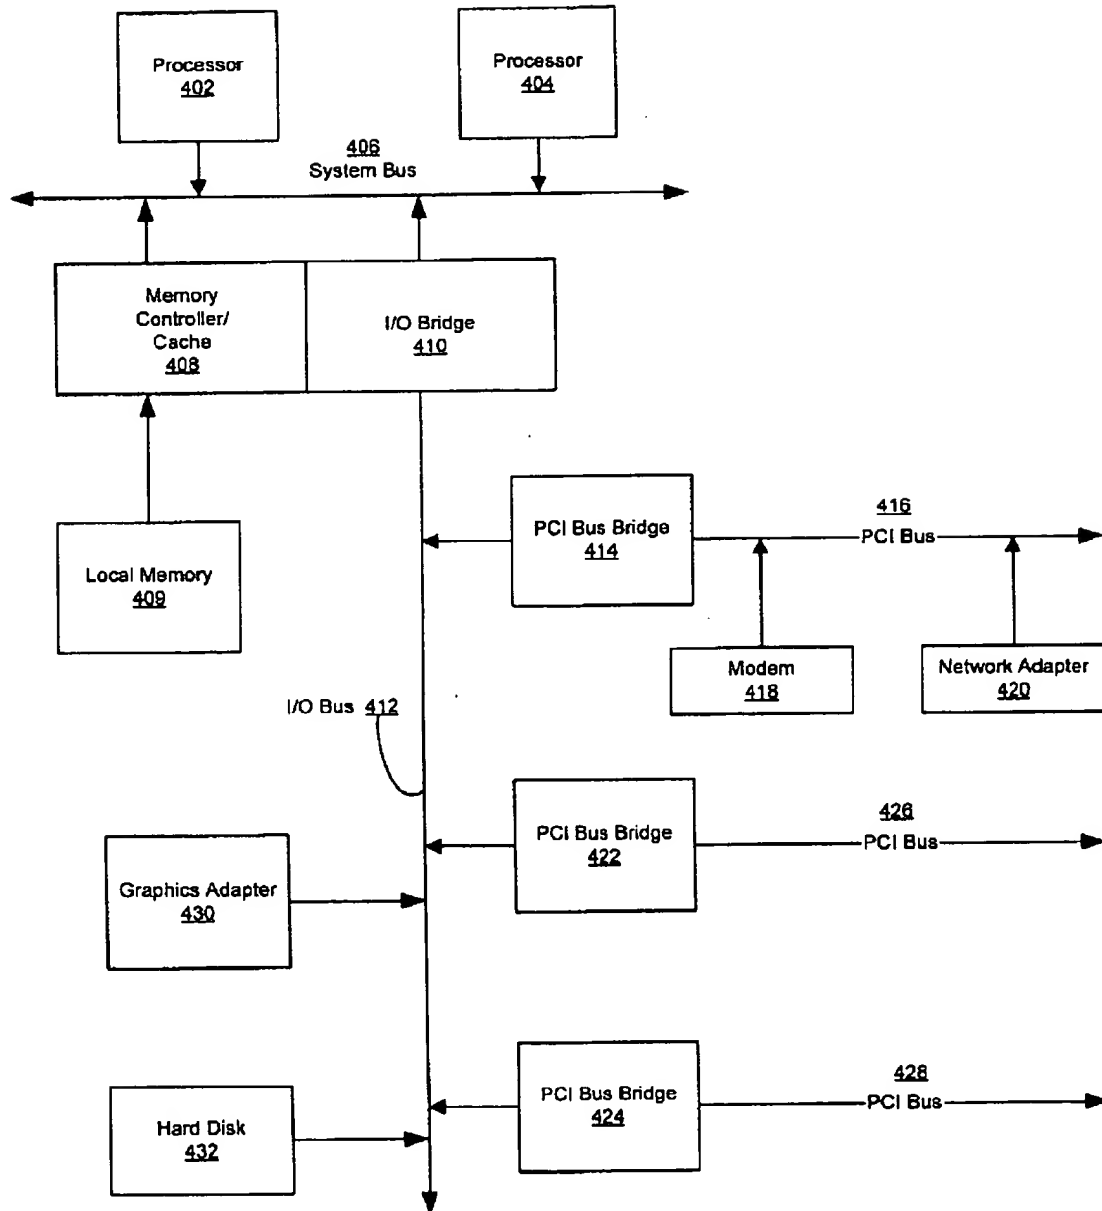 Processor
402
Processor
404
406
System Bus
Memory
Controller/
Cache
408
I/O Bridge
410
PCI Bus Bridge
414
416
PCI Bus
Local Memory
409
Modem
418
Network Adapter
420
I/O Bus 412
PCI Bus Bridge
422
426
PCI Bus
Graphics Adapter
430
PCI Bus Bridge
424
428
PCI Bus
Hard Disk
432